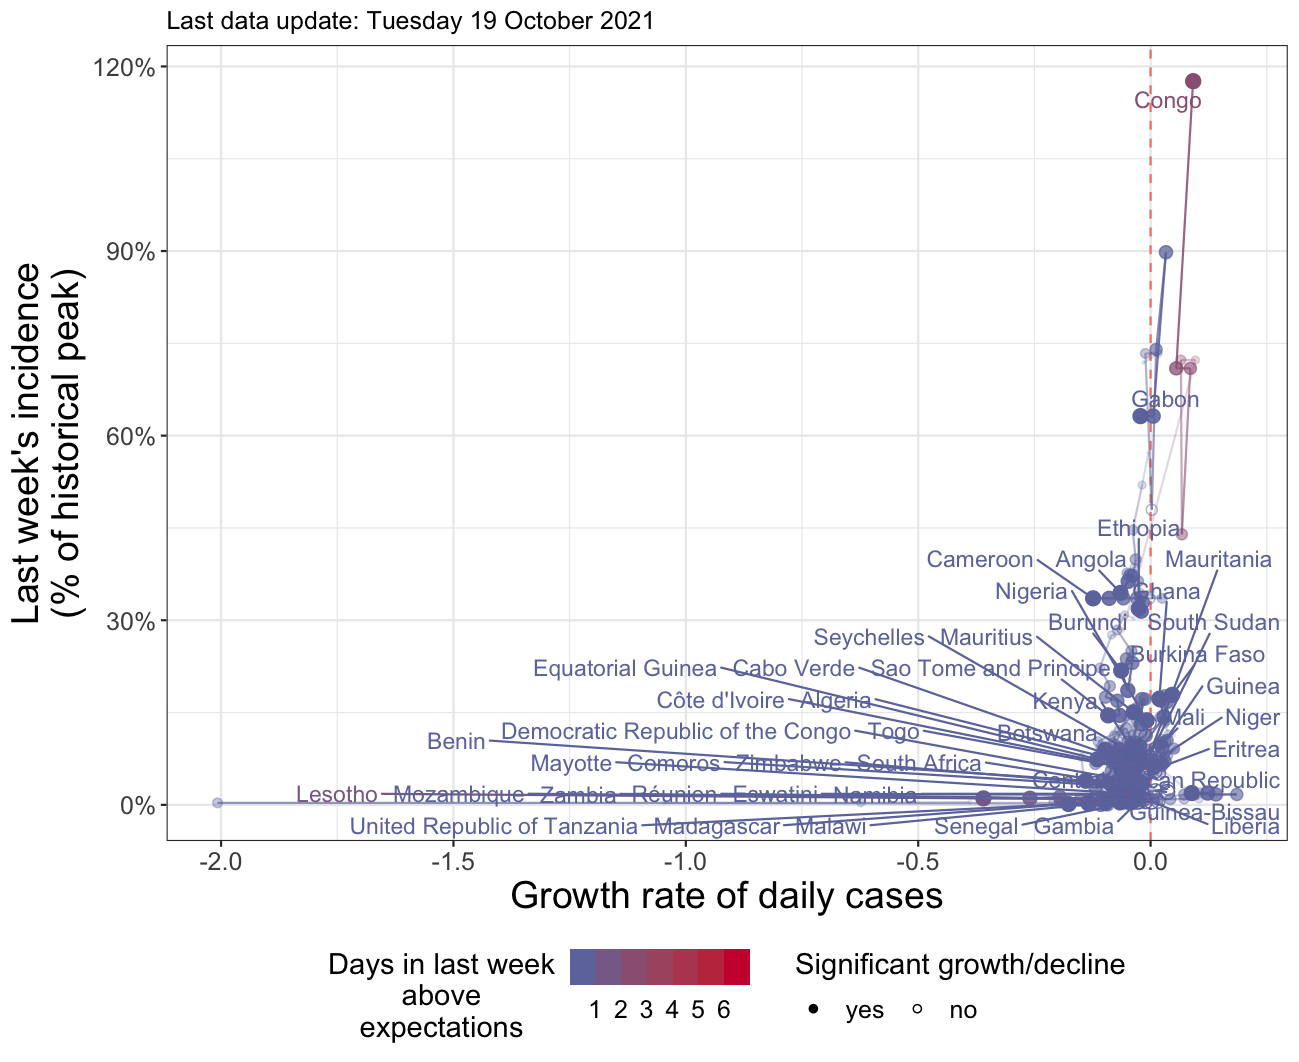 Last data update: Tuesday 19 October 2021
Last week's incidence
(% of historical peak)
120%
90%
60%
30%
0%
Congo
Gabon
Ethiopia
Cameroon
Angola
Mauritania
Nigeria
Ghana
Burundi
South Sudan
Seychelles
Mauritius
Burkina Faso
Equatorial Guinea
Cabo Verde
Sao Tome and Principe
Guinea
Côte d'Ivoire
Algeria
Kenya
Mali
Niger
Democratic Republic of the Congo
Togo
Botswana
Benin
Eritrea
Mayotte
Comoros
Zimbabwe
South Africa
Republic
Lesotho
Mozambique
Zambia
Réunion
Eswatini
Namibia
Guinea-Bissau
United Republic of Tanzania
Madagascar
Malawi
Senegal
Gambia
Liberia
-2.0
-1.5
-1.0
-0.5
0.0
Growth rate of daily cases
Days in last week
above
expectations
1 2 3 4 5 6
Significant growth/decline
yes
no